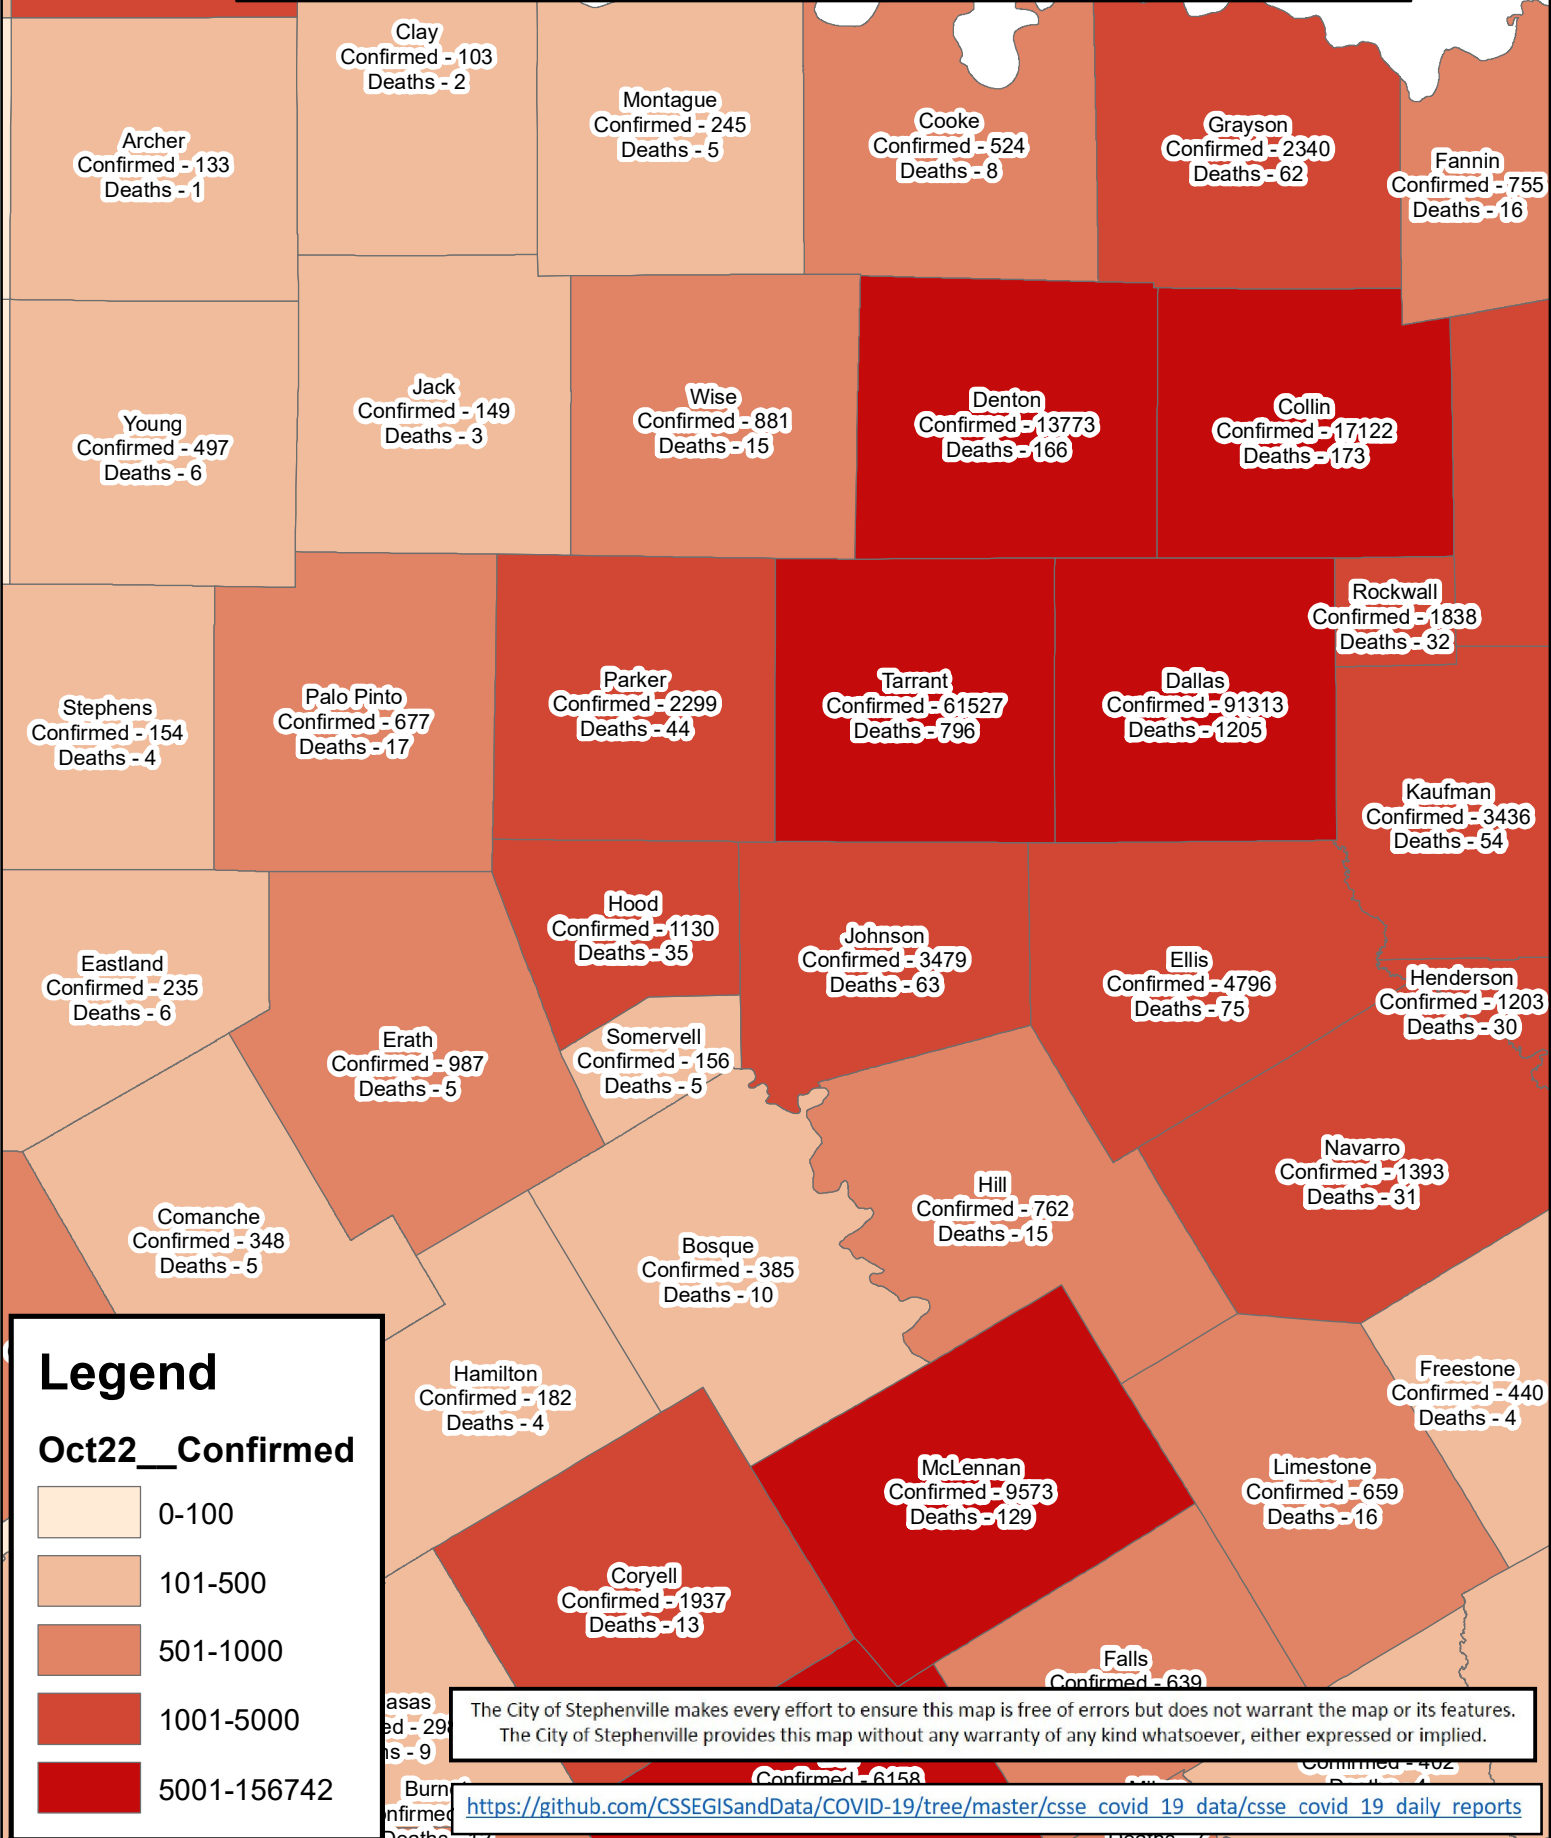 Clay
Confirmed - 103
Deaths - 2
Montague
Confirmed - 245
Deaths - 5
Cooke
Confirmed - 524
Deaths - 8
Grayson
Confirmed - 2340
Deaths - 62
Archer
Confirmed - 133
Deaths - 1
Fannin
Confirmed - 755
Deaths - 16
Young
Confirmed - 497
Deaths - 6
Jack
Confirmed - 149
Deaths - 3
Wise
Confirmed - 881
Deaths - 15
Denton
Confirmed - 13773
Deaths - 166
Collin
Confirmed - 17122
Deaths - 173
Rockwall
Confirmed - 1838
Deaths - 32
Stephens
Confirmed - 154
Deaths - 4
Palo Pinto
Confirmed - 677
Deaths - 17
Parker
Confirmed - 2299
Deaths - 44
Tarrant
Confirmed - 61527
Deaths - 796
Dallas
Confirmed - 91313
Deaths - 1205
Kaufman
Confirmed - 3436
Deaths - 54
Eastland
Confirmed - 235
Deaths - 6
Erath
Confirmed - 987
Deaths - 5
Hood
Confirmed - 1130
Deaths - 35
Somervell
Confirmed - 156
Deaths - 5
Johnson
Confirmed - 3479
Deaths - 63
Ellis
Confirmed - 4796
Deaths - 75
Henderson
Confirmed - 1203
Deaths - 30
Comanche
Confirmed - 348
Deaths - 5
Bosque
Confirmed - 385
Deaths - 10
Hill
Confirmed - 762
Deaths - 15
Navarro
Confirmed - 1393
Deaths - 31
Hamilton
Confirmed - 182
Deaths - 4
Freestone
Confirmed - 440
Deaths - 4
McLennan
Confirmed - 9573
Deaths - 129
Limestone
Confirmed - 659
Deaths - 16
Coryell
Confirmed - 1937
Deaths - 13
Falls
Confirmed - 639
asas
ed - 29
ns - 9
Confirmed - 6158
Confirmed - 402
Burn
nfirmed
Legend
Oct22__Confirmed
0-100
101-500
501-1000
1001-5000
5001-156742
The City of Stephenville makes every effort to ensure this map is free of errors but does not warrant the map or its features.
The City of Stephenville provides this map without any warranty of any kind whatsoever, either expressed or implied.
https://github.com/CSSEGISandData/COVID-19/tree/master/csse_covid_19_data/csse_covid_19_daily_reports